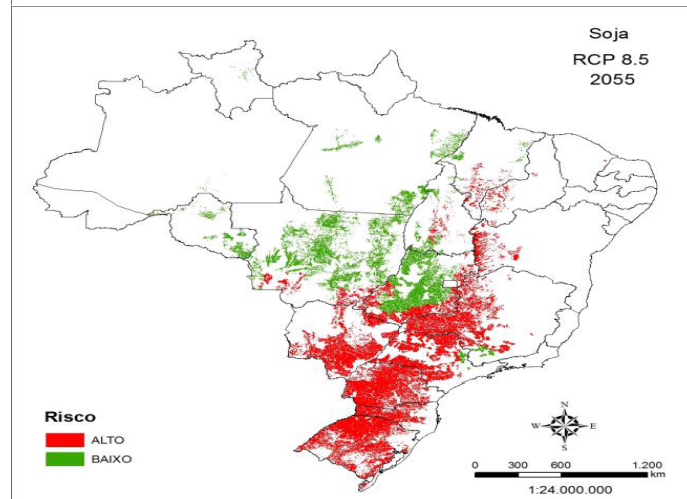 Soja
RCP 8.5
2055
Risco
ALTO
BAIXO
N
W E
S
0 300 600 1.200
km
1:24.000.000